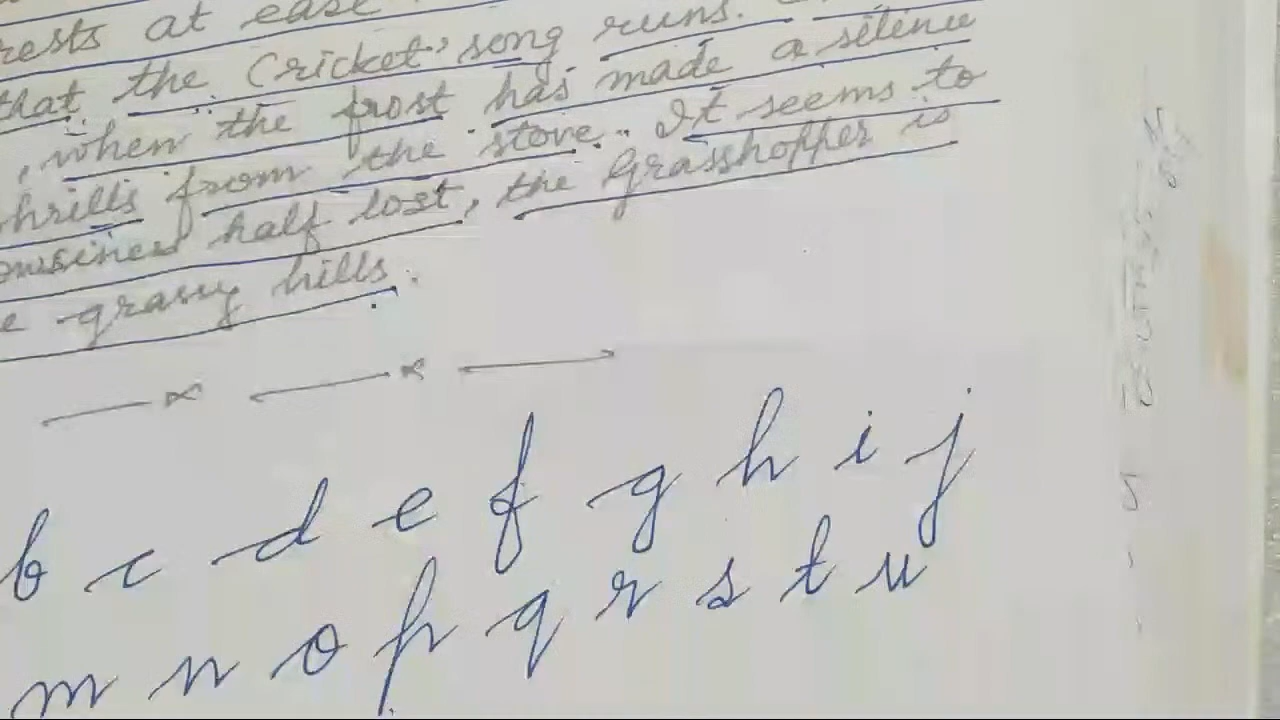 rests at ease
that the Cricket's song runs.
, when the frost has made a silence
shrills from the stove. It seems to
half lost, the Grasshopper is
grassy hills.
b c d e f g h i j
m n o p q r s t u